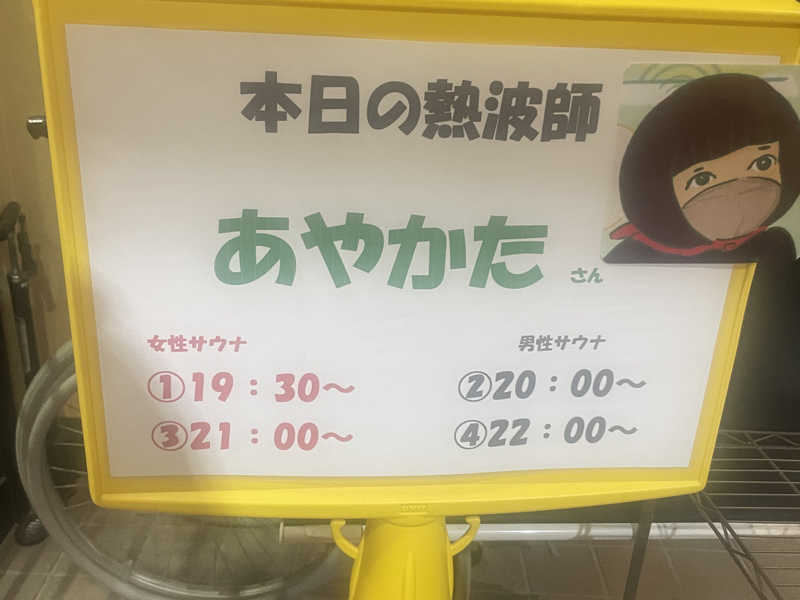 本日の熱波師
あやかた さん
女性サウナ
男性サウナ
①19：30～
②20：00～
③21：00～
④22：00～